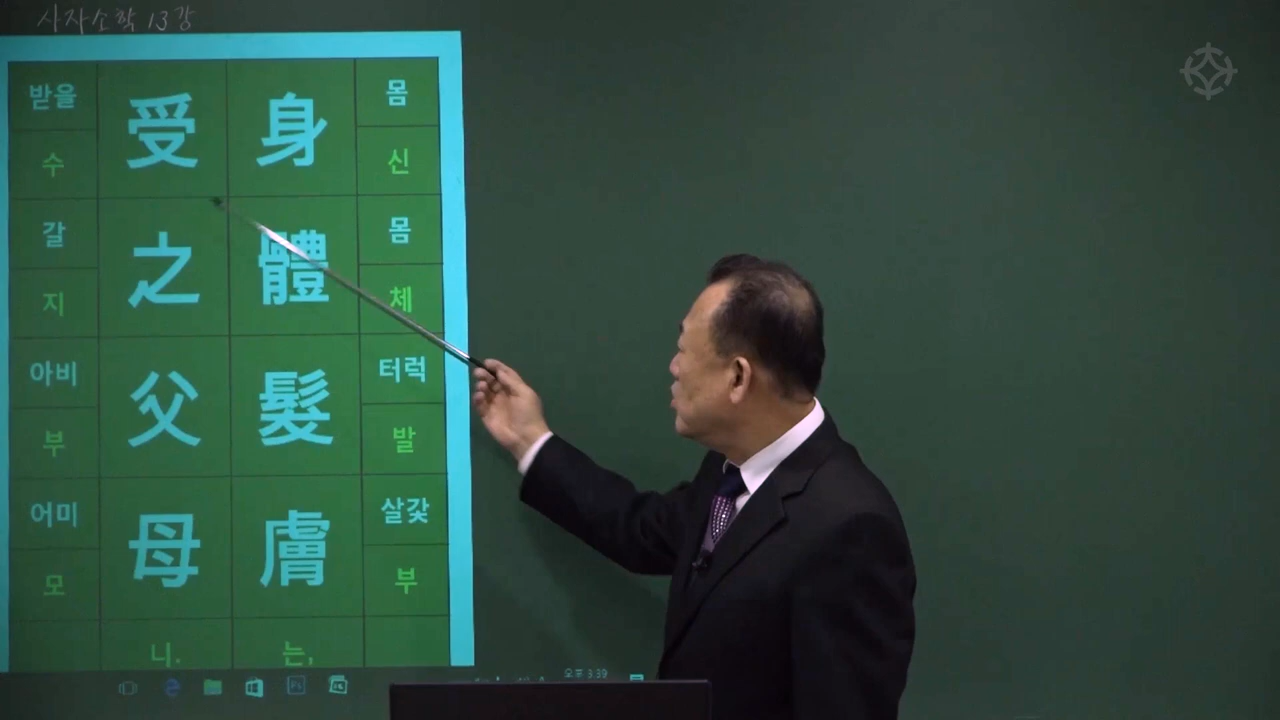 사자소학 13강
몸 신 身
몸 체 體
터럭 발 髮
살갗 부 膚
는,
받을 수 受
갈 지 之
아비 부 父
어미 모 母
니.